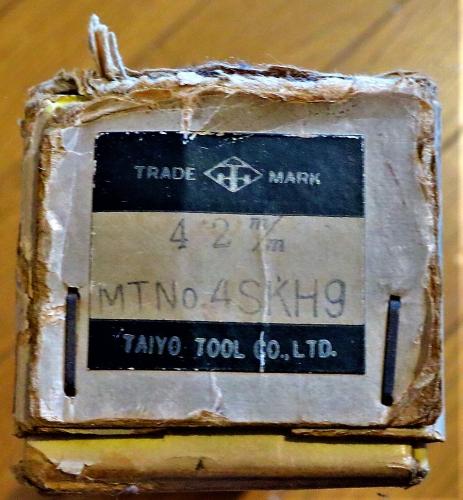 TRADE MARK
42 m/m
MTNo.4SKH9
TAIYO TOOL CO., LTD.